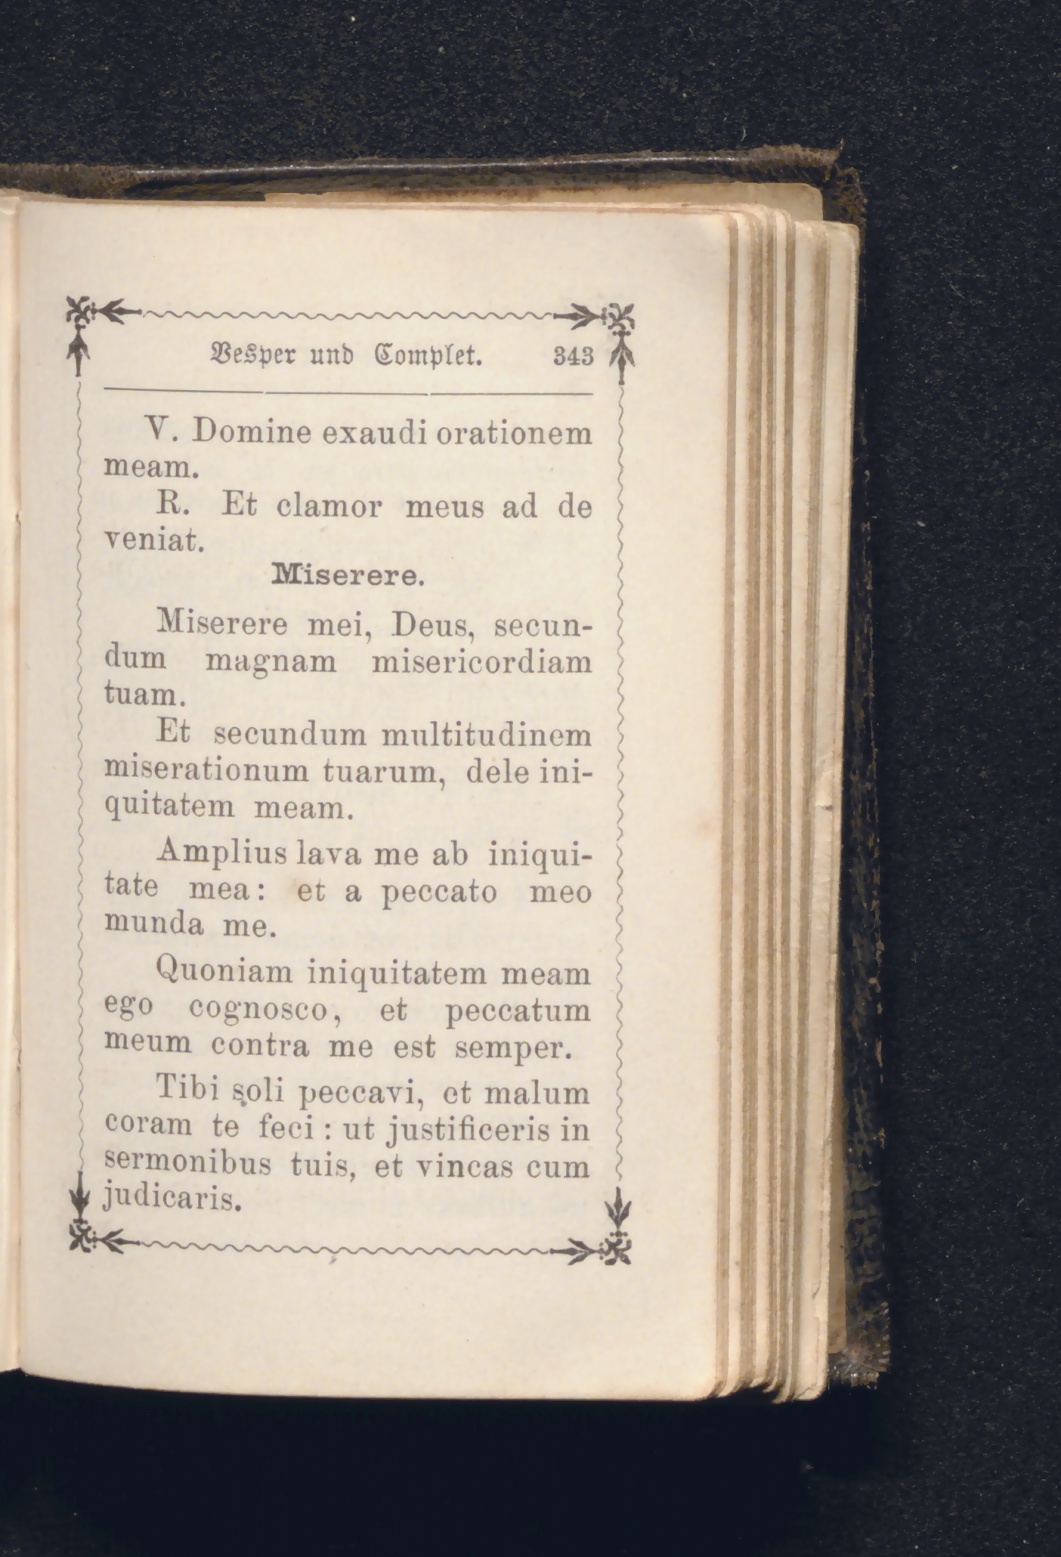 Vesper und Complet. 343
V. Domine exaudi orationem
meam.
R. Et clamor meus ad de
veniat.
Miserere.
Miserere mei, Deus, secun-
dum magnam misericordiam
tuam.
Et secundum multitudinem
miserationum tuarum, dele ini-
quitatem meam.
Amplius lava me ab iniqui-
tate mea: et a peccato meo
munda me.
Quoniam iniquitatem meam
ego cognosco, et peccatum
meum contra me est semper.
Tibi soli peccavi, et malum
coram te feci: ut justificeris in
sermonibus tuis, et vincas cum
judicaris.